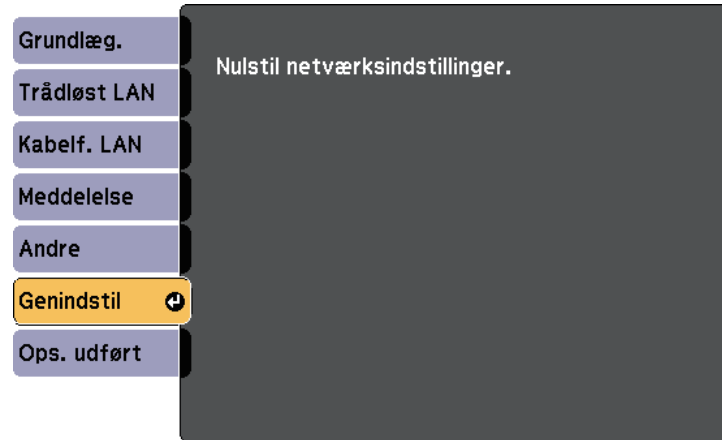 Grundlæg.
Trådløst LAN
Kabelf. LAN
Meddelelse
Andre
Genindstil
Ops. udført
Nulstil netværksindstillinger.